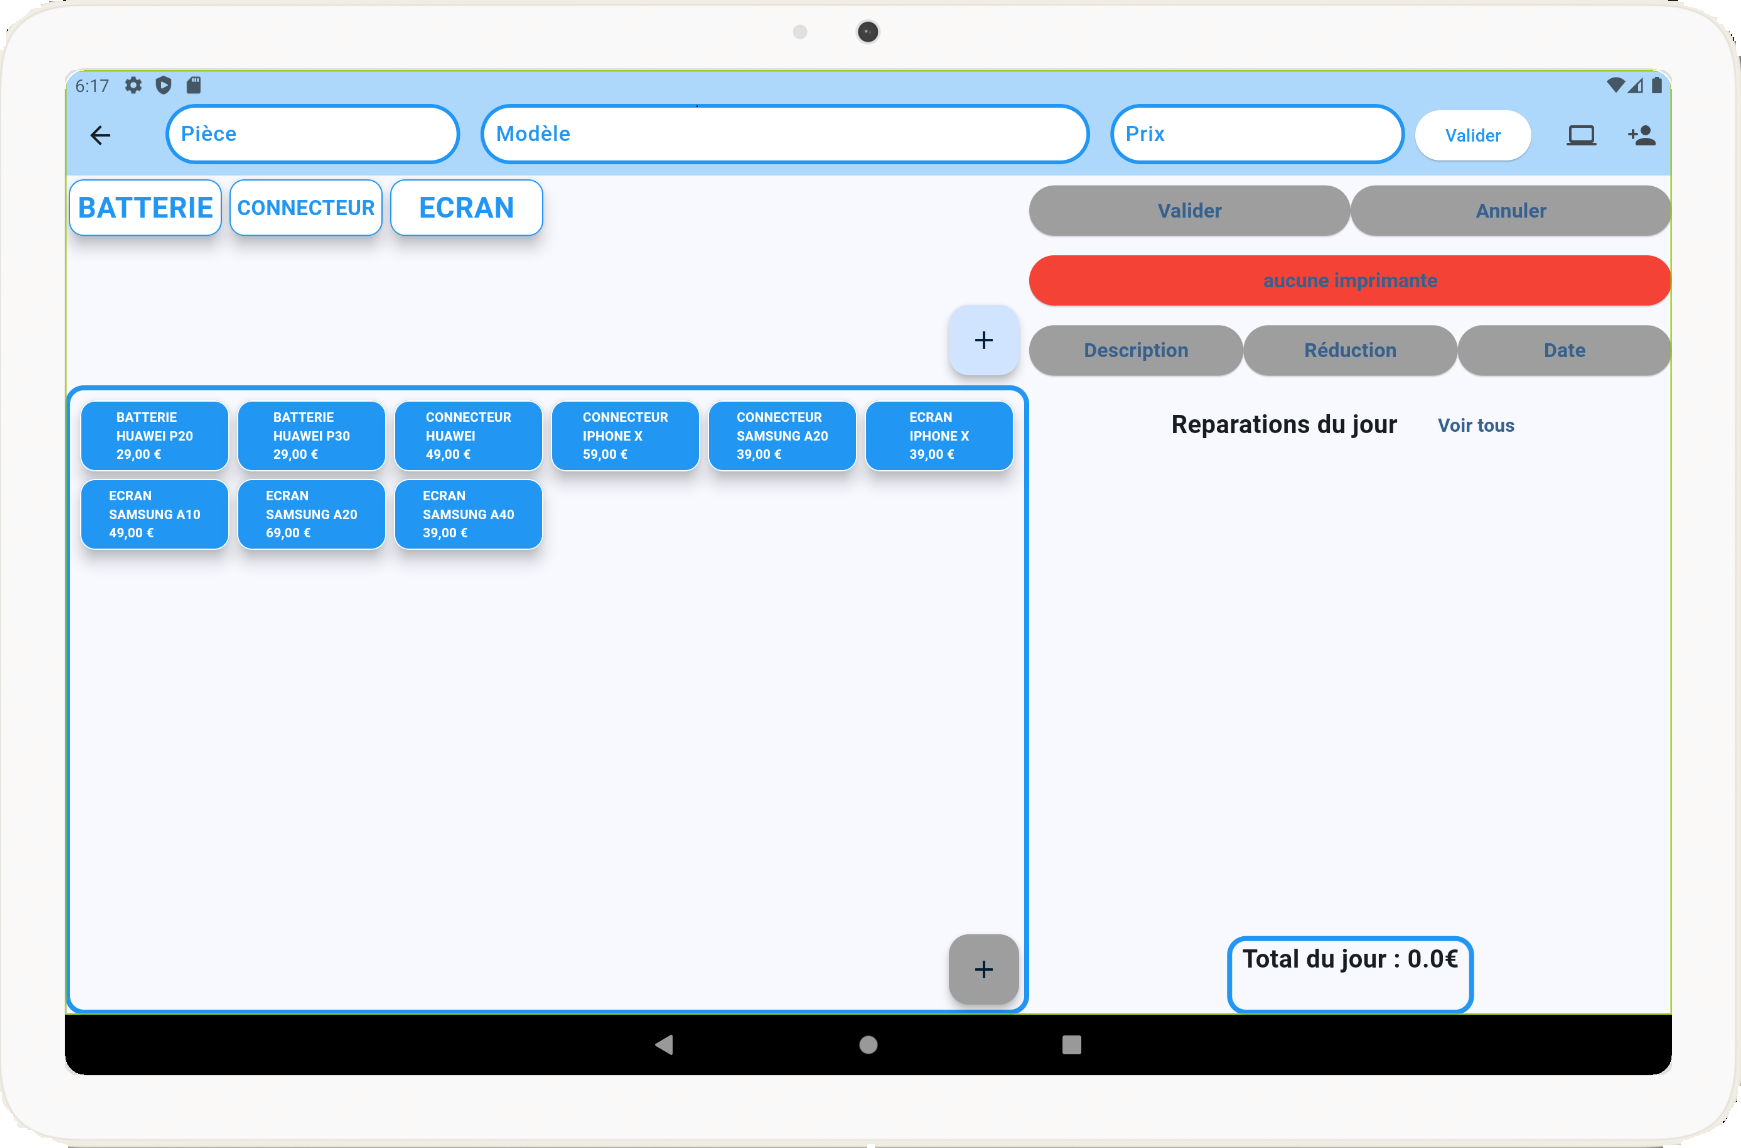 6:17
Pièce
Modèle
Prix
Valider
BATTERIE
CONNECTEUR
ECRAN
Valider
Annuler
aucune imprimante
Description
Réduction
Date
BATTERIE
HUAWEI P20
29,00 €
BATTERIE
HUAWEI P30
29,00 €
CONNECTEUR
HUAWEI
49,00 €
CONNECTEUR
IPHONE X
59,00 €
CONNECTEUR
SAMSUNG A20
39,00 €
ECRAN
IPHONE X
39,00 €
ECRAN
SAMSUNG A10
49,00 €
ECRAN
SAMSUNG A20
69,00 €
ECRAN
SAMSUNG A40
39,00 €
Reparations du jour
Voir tous
Total du jour : 0.0€